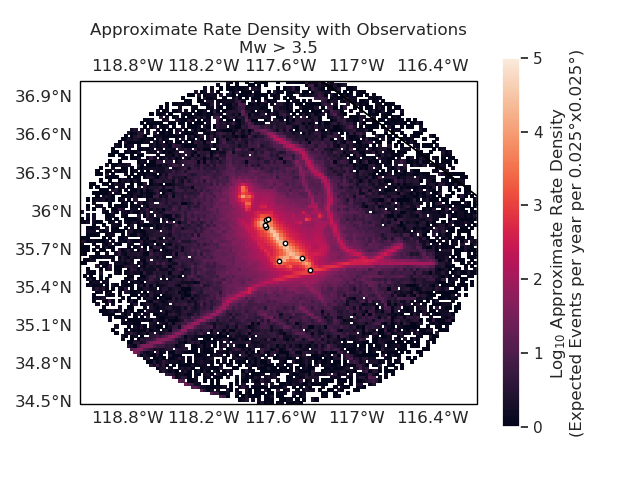 Approximate Rate Density with Observations
Mw > 3.5
118.8°W 118.2°W 117.6°W 117°W 116.4°W
36.9°N
36.6°N
36.3°N
36°N
35.7°N
35.4°N
35.1°N
34.8°N
34.5°N
118.8°W 118.2°W 117.6°W 117°W 116.4°W
5
4
3
2
1
0
Log₁₀ Approximate Rate Density
(Expected Events per year per 0.025°x0.025°)